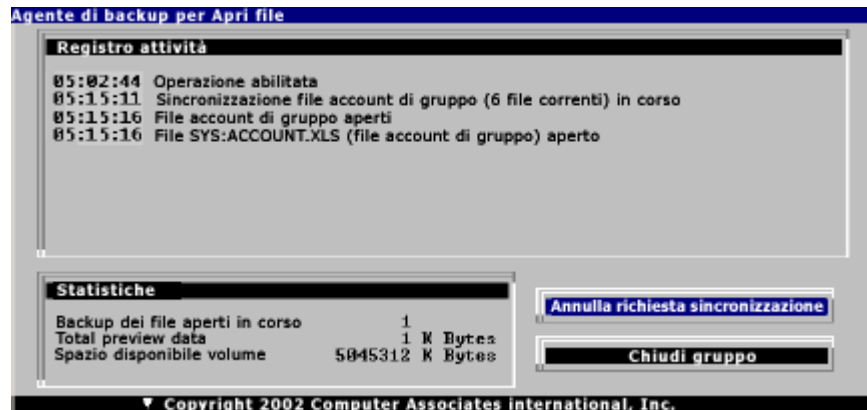 Agente di backup per Apri file
Registro attività
05:02:44 Operazione abilitata
05:15:11 Sincronizzazione file account di gruppo (6 file correnti) in corso
05:15:16 File account di gruppo aperti
05:15:16 File SYS:ACCOUNT.XLS (file account di gruppo) aperto
Statistiche
Backup dei file aperti in corso 1
Total preview data 1 K Bytes
Spazio disponibile volume 5045312 K Bytes
Annulla richiesta sincronizzazione
Chiudi gruppo
▼ Copyright 2002 Computer Associates international, Inc.